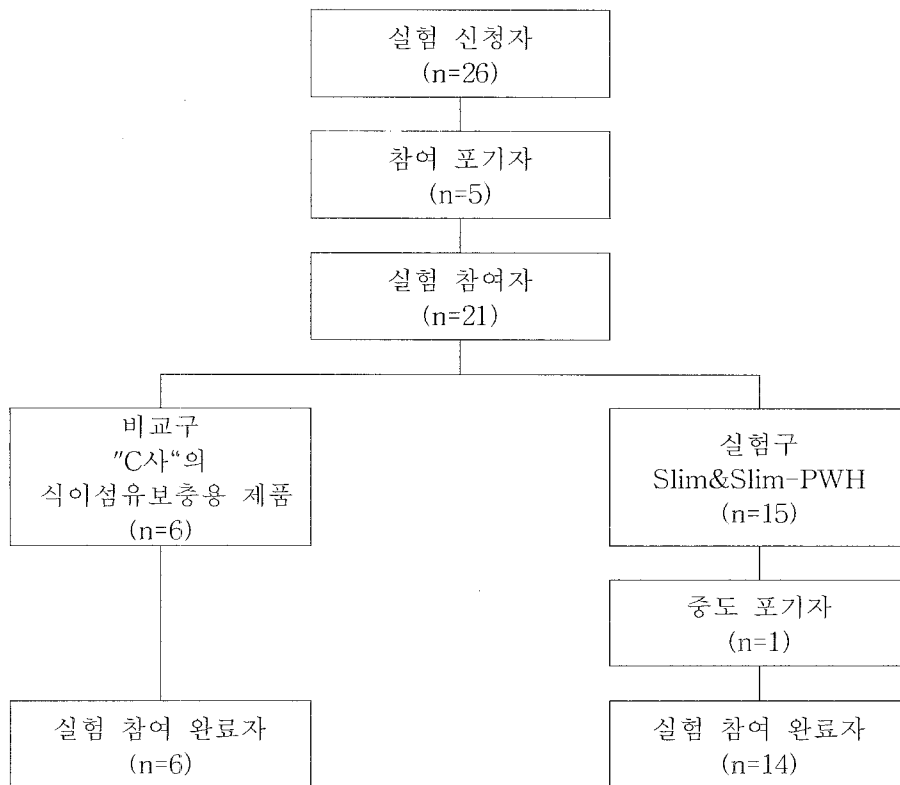 실험 신청자
(n=26)
참여 포기자
(n=5)
실험 참여자
(n=21)
비교구
"C사“의
식이섬유보충용 제품
(n=6)
실험구
Slim&Slim-PWH
(n=15)
중도 포기자
(n=1)
실험 참여 완료자
(n=6)
실험 참여 완료자
(n=14)